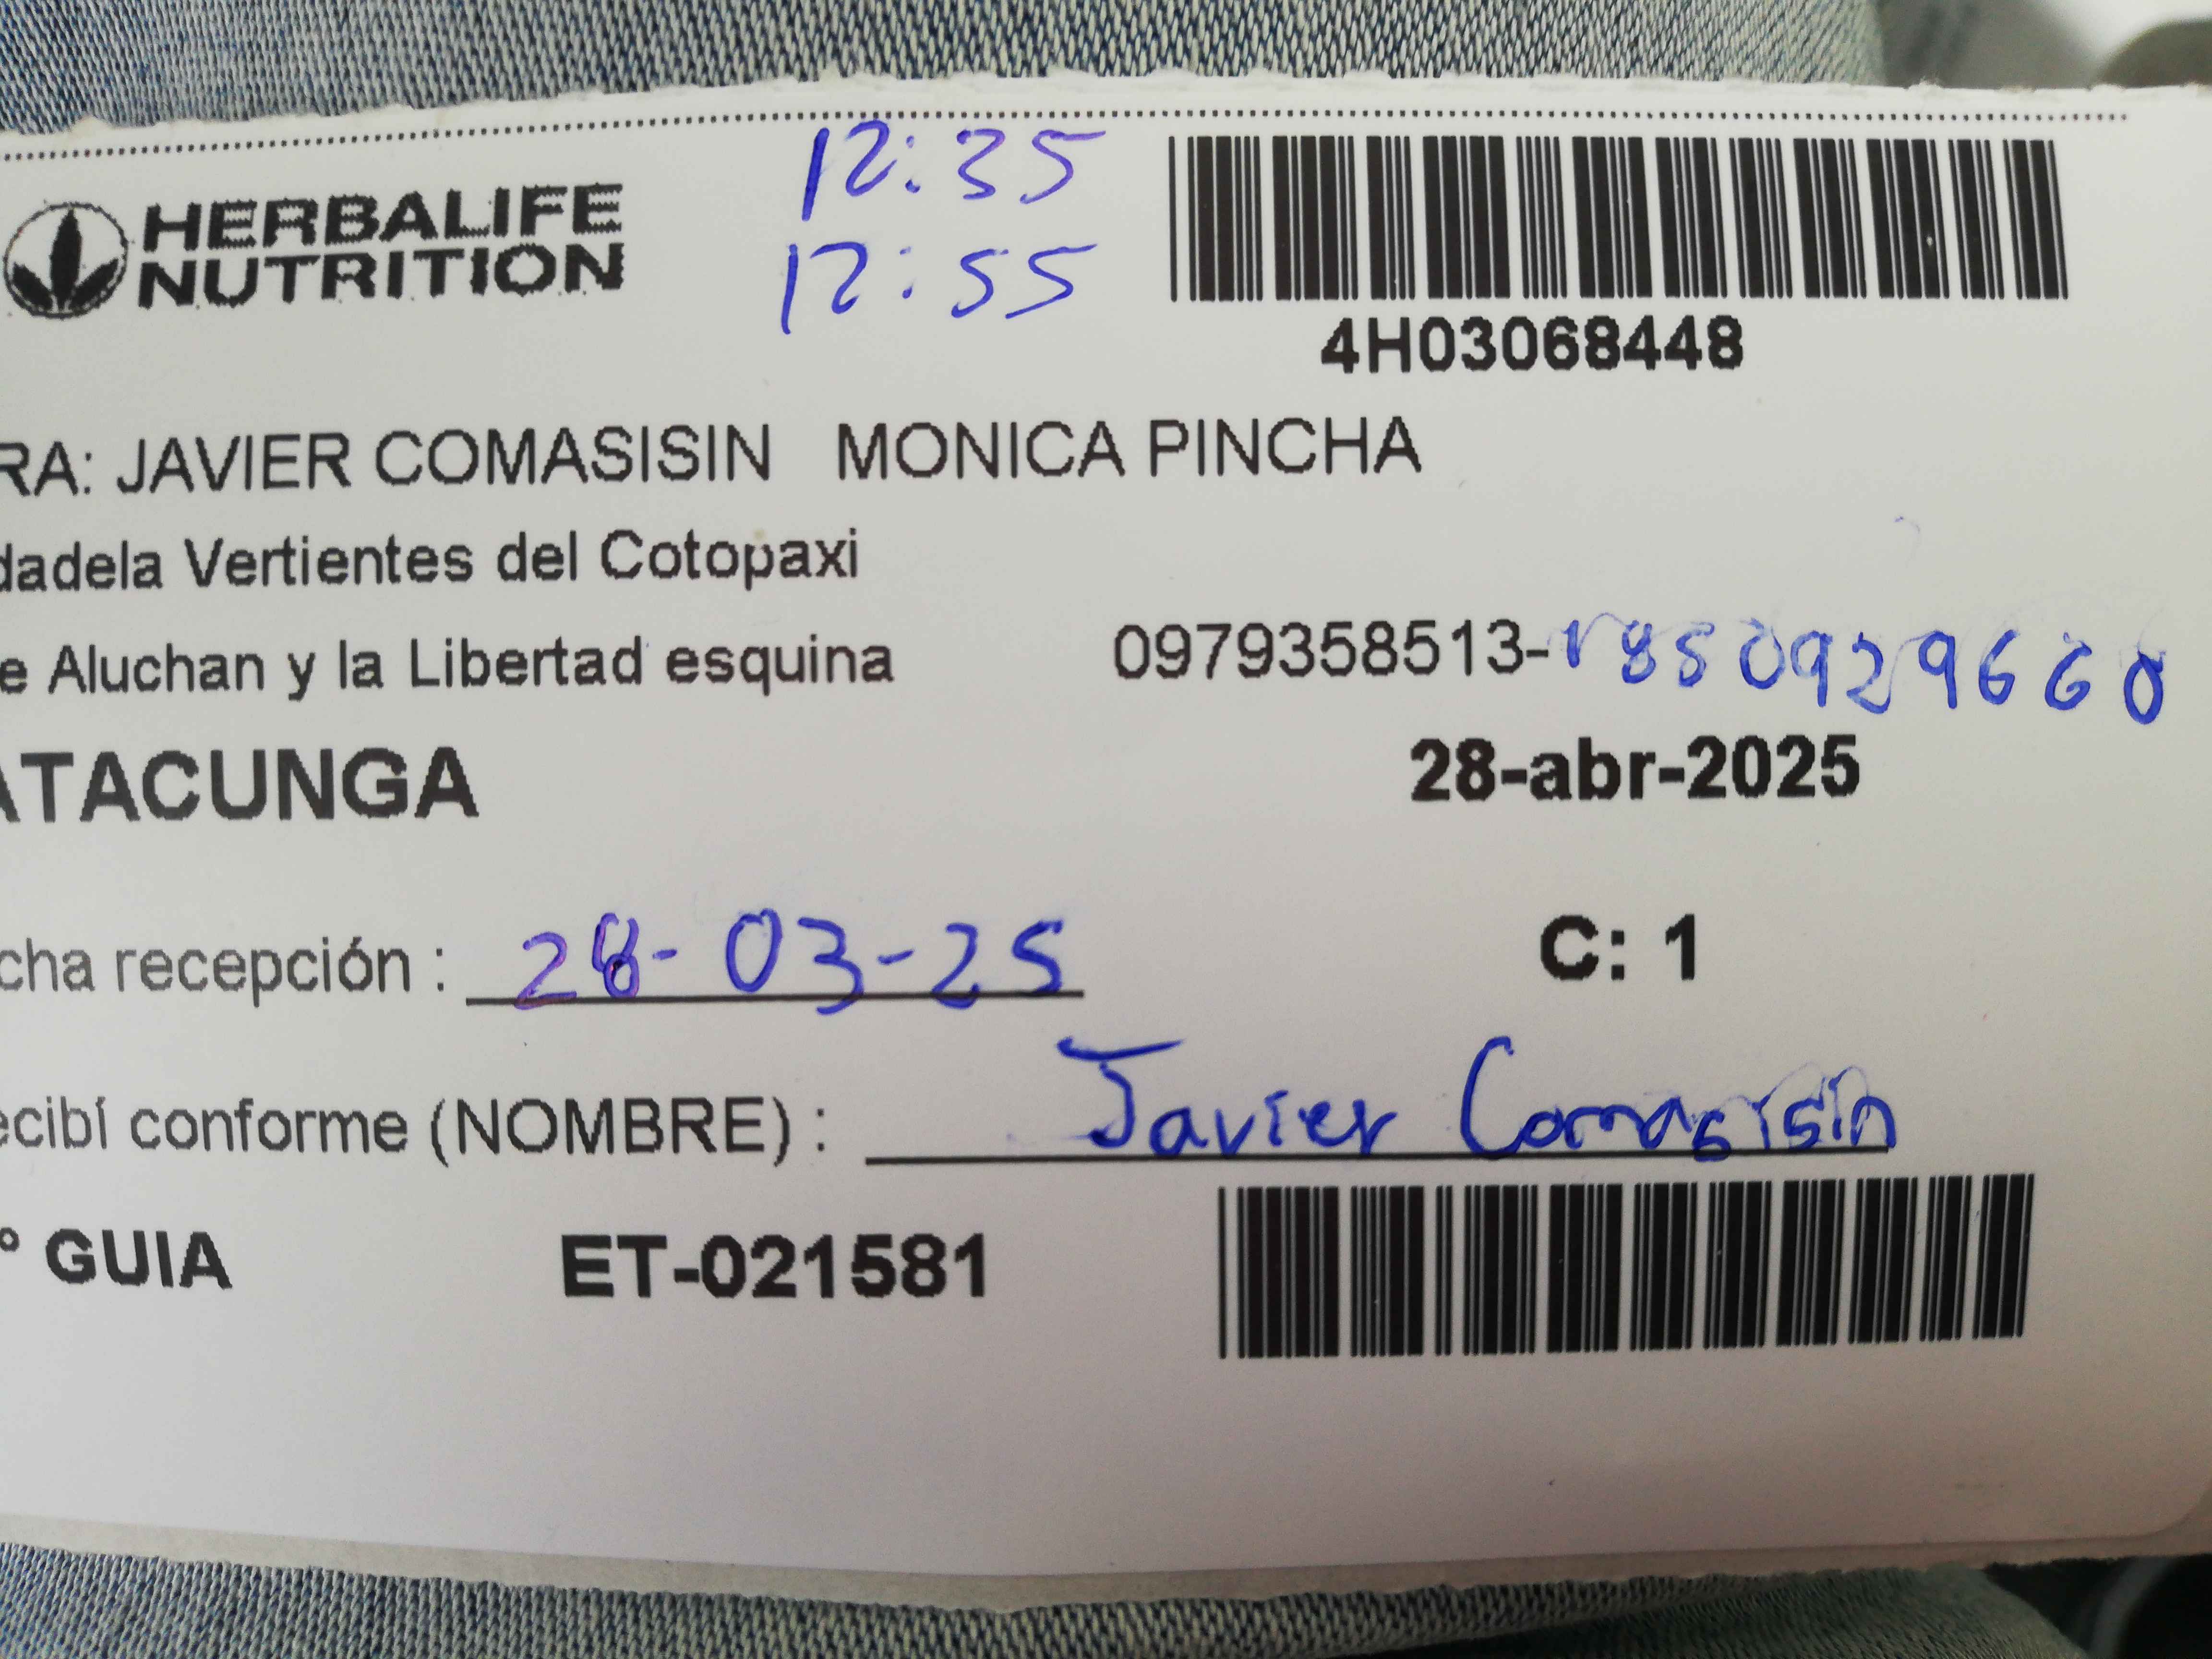 12:35
HERBALIFE
NUTRITION
12:55
4H03068448
RA: JAVIER COMASISIN MONICA PINCHA
dadela Vertientes del Cotopaxi
e Aluchan y la Libertad esquina 0979358513-1850929660
ATACUNGA 28-abr-2025
cha recepción : 28-03-25 C: 1
ecibí conforme (NOMBRE) : Javier Comasisin
° GUIA ET-021581